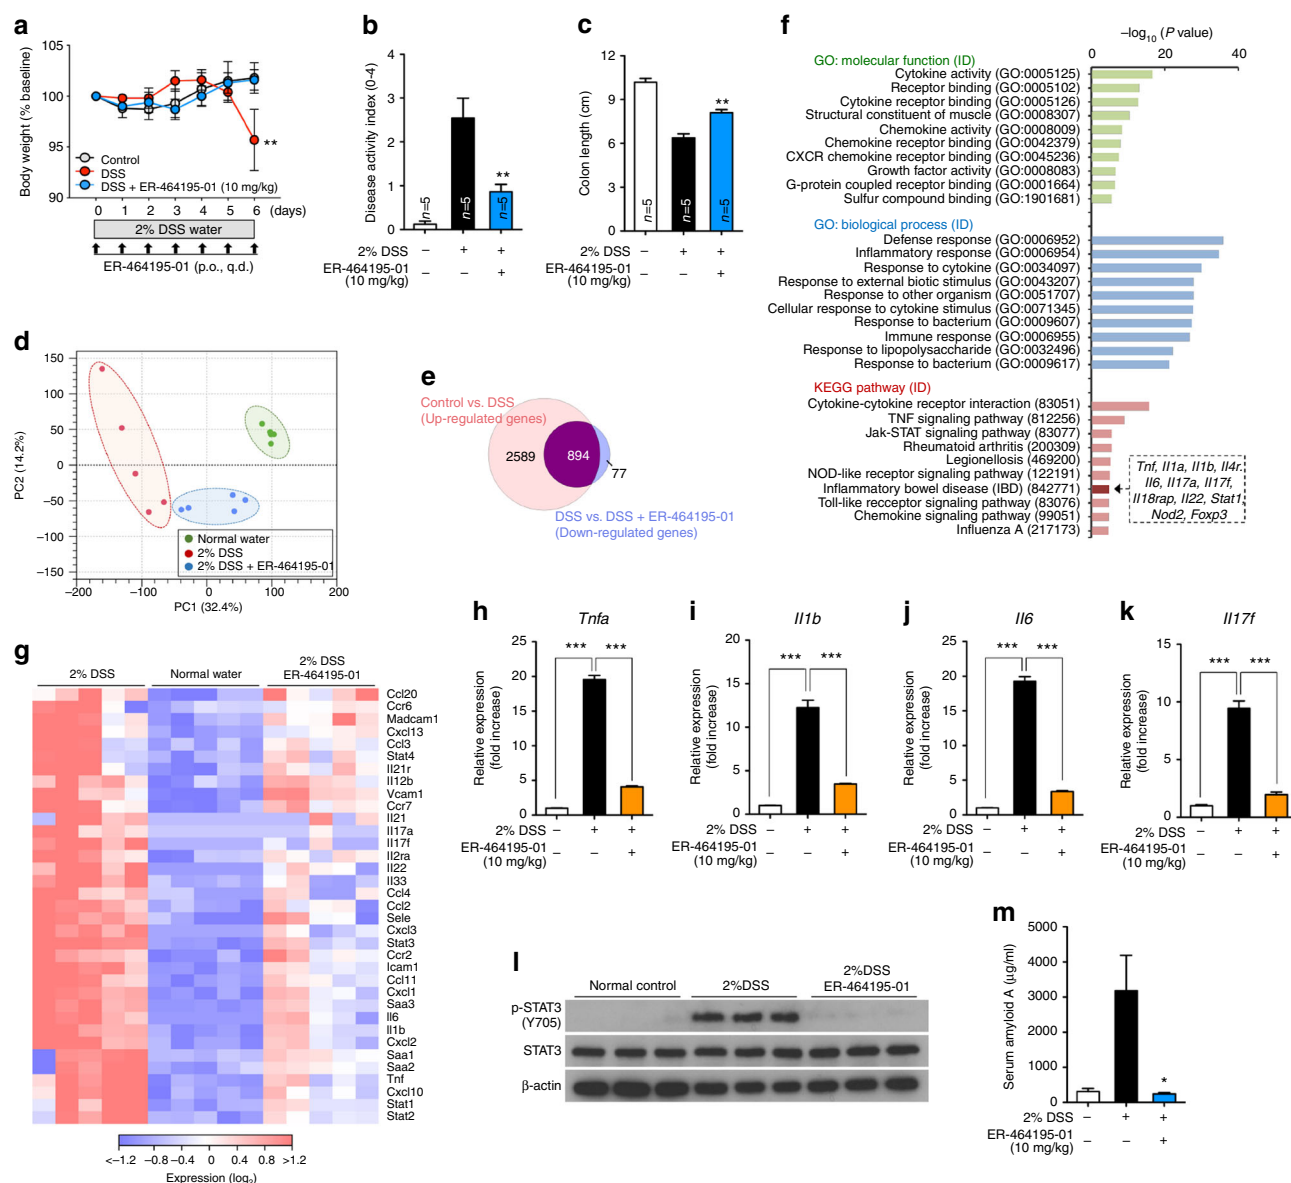 a
Body weight (% baseline)
105
100
95
90
Control
DSS
DSS + ER-464195-01 (10 mg/kg)
**
0 1 2 3 4 5 6 (days)
2% DSS water
ER-464195-01 (p.o., q.d.)
b
Disease activity index (0-4)
4
3
2
1
0
n=5
n=5
n=5
**
2% DSS – + +
ER-464195-01 – – +
(10 mg/kg)
c
Colon length (cm)
12
9
6
3
0
n=5
n=5
n=5
**
2% DSS – + +
ER-464195-01 – – +
(10 mg/kg)
f
–log10 (P value)
0 20 40
GO: molecular function (ID)
Cytokine activity (GO:0005125)
Receptor binding (GO:0005102)
Cytokine receptor binding (GO:0005126)
Structural constituent of muscle (GO:0008307)
Chemokine activity (GO:0008009)
Chemokine receptor binding (GO:0042379)
CXCR chemokine receptor binding (GO:0045236)
Growth factor activity (GO:0008083)
G-protein coupled receptor binding (GO:0001664)
Sulfur compound binding (GO:1901681)
GO: biological process (ID)
Defense response (GO:0006952)
Inflammatory response (GO:0006954)
Response to cytokine (GO:0034097)
Response to external biotic stimulus (GO:0043207)
Response to other organism (GO:0051707)
Cellular response to cytokine stimulus (GO:0071345)
Response to bacterium (GO:0009607)
Immune response (GO:0006955)
Response to lipopolysaccharide (GO:0032496)
Response to bacterium (GO:0009617)
KEGG pathway (ID)
Cytokine-cytokine receptor interaction (83051)
TNF signaling pathway (812256)
Jak-STAT signaling pathway (83077)
Rheumatoid arthritis (200309)
Legionellosis (469200)
NOD-like receptor signaling pathway (122191)
Inflammatory bowel disease (IBD) (842771)
Toll-like recceptor signaling pathway (83076)
Chemokine signaling pathway (99051)
Influenza A (217173)
Tnf, Il1a, Il1b, Il4r,
Il6, Il17a, Il17f,
Il18rap, Il22, Stat1,
Nod2, Foxp3
d
PC2 (14.2%)
150
100
50
0
−50
−100
−150
Normal water
2% DSS
2% DSS + ER-464195-01
−200 −100 0 100 200
PC1 (32.4%)
e
Control vs. DSS
(Up-regulated genes)
2589
894
77
DSS vs. DSS + ER-464195-01
(Down-regulated genes)
g
2% DSS
Normal water
2% DSS
ER-464195-01
Ccl20
Ccr6
Madcam1
Cxcl13
Ccl3
Stat4
Il21r
Il12b
Vcam1
Ccr7
Il21
Il17a
Il17f
Il2ra
Il22
Il33
Ccl4
Ccl2
Sele
Cxcl3
Stat3
Ccr2
Icam1
Ccl11
Cxcl1
Saa3
Il6
Il1b
Cxcl2
Saa1
Saa2
Tnf
Cxcl10
Stat1
Stat2
<−1.2 −0.8 −0.4 0 0.4 0.8 >1.2
Expression (log2)
h
Tnfa
Relative expression
(fold increase)
25
20
15
10
5
0
*** ***
2% DSS – + +
ER-464195-01 – – +
(10 mg/kg)
i
Il1b
Relative expression
(fold increase)
20
15
10
5
0
*** ***
2% DSS – + +
ER-464195-01 – – +
(10 mg/kg)
j
Il6
Relative expression
(fold increase)
25
20
15
10
5
0
*** ***
2% DSS – + +
ER-464195-01 – – +
(10 mg/kg)
k
Il17f
Relative expression
(fold increase)
15
10
5
0
*** ***
2% DSS – + +
ER-464195-01 – – +
(10 mg/kg)
l
Normal control
2%DSS
2%DSS
ER-464195-01
p-STAT3
(Y705)
STAT3
β-actin
m
Serum amyloid A (µg/ml)
5000
4000
3000
2000
1000
0
*
2% DSS – + +
ER-464195-01 – – +
(10 mg/kg)